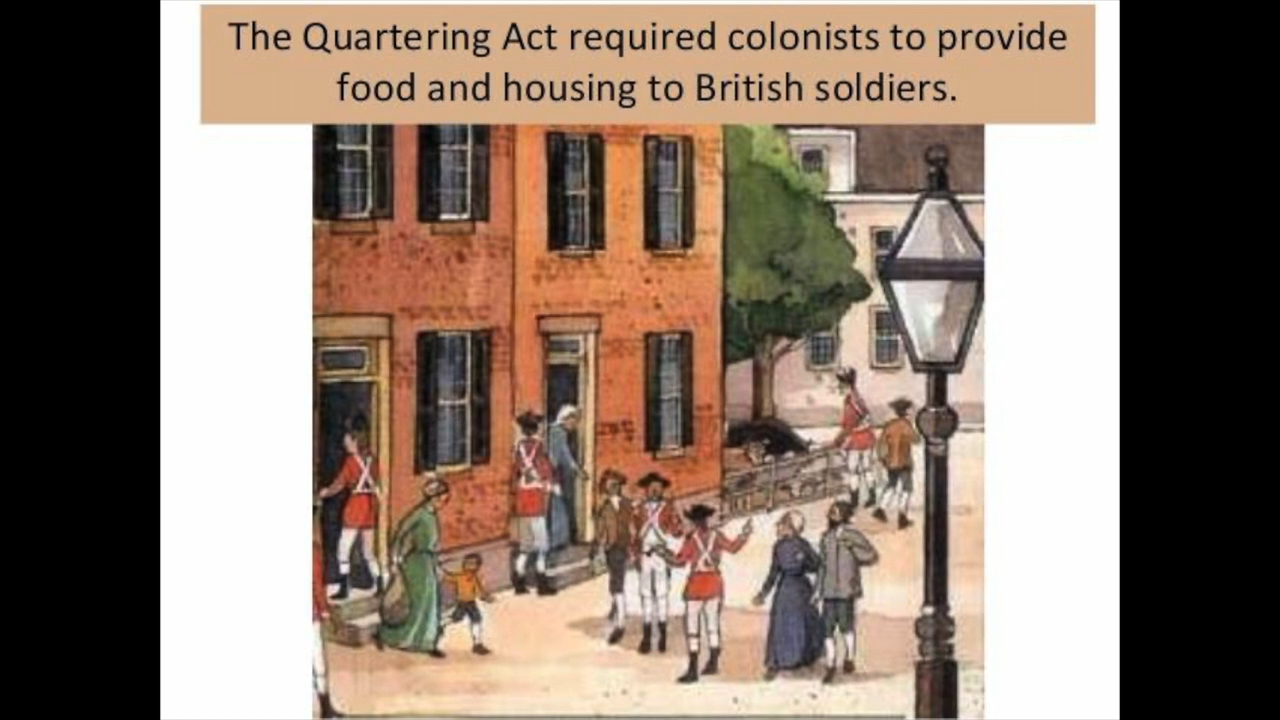 The Quartering Act required colonists to provide
food and housing to British soldiers.